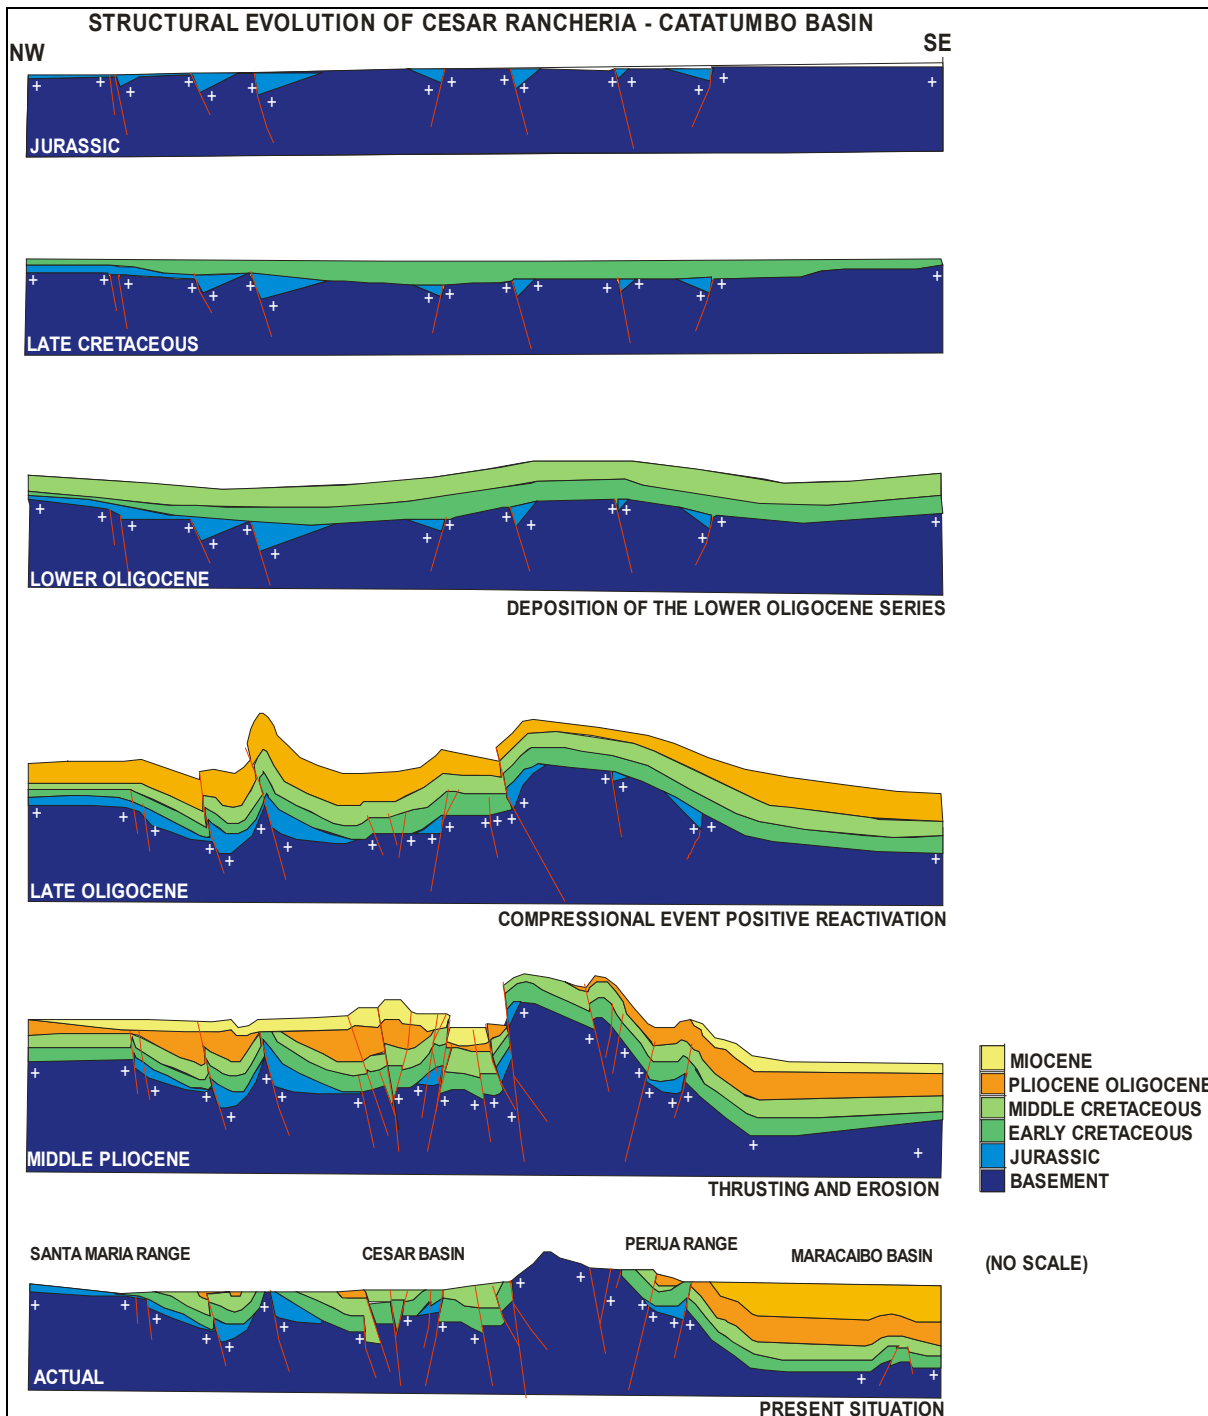 STRUCTURAL EVOLUTION OF CESAR RANCHERIA - CATATUMBO BASIN
NW
SE
JURASSIC
LATE CRETACEOUS
LOWER OLIGOCENE
DEPOSITION OF THE LOWER OLIGOCENE SERIES
LATE OLIGOCENE
COMPRESSIONAL EVENT POSITIVE REACTIVATION
MIDDLE PLIOCENE
THRUSTING AND EROSION
MIOCENE
PLIOCENE OLIGOCENE
MIDDLE CRETACEOUS
EARLY CRETACEOUS
JURASSIC
BASEMENT
SANTA MARIA RANGE
CESAR BASIN
PERIJA RANGE
MARACAIBO BASIN
(NO SCALE)
ACTUAL
PRESENT SITUATION